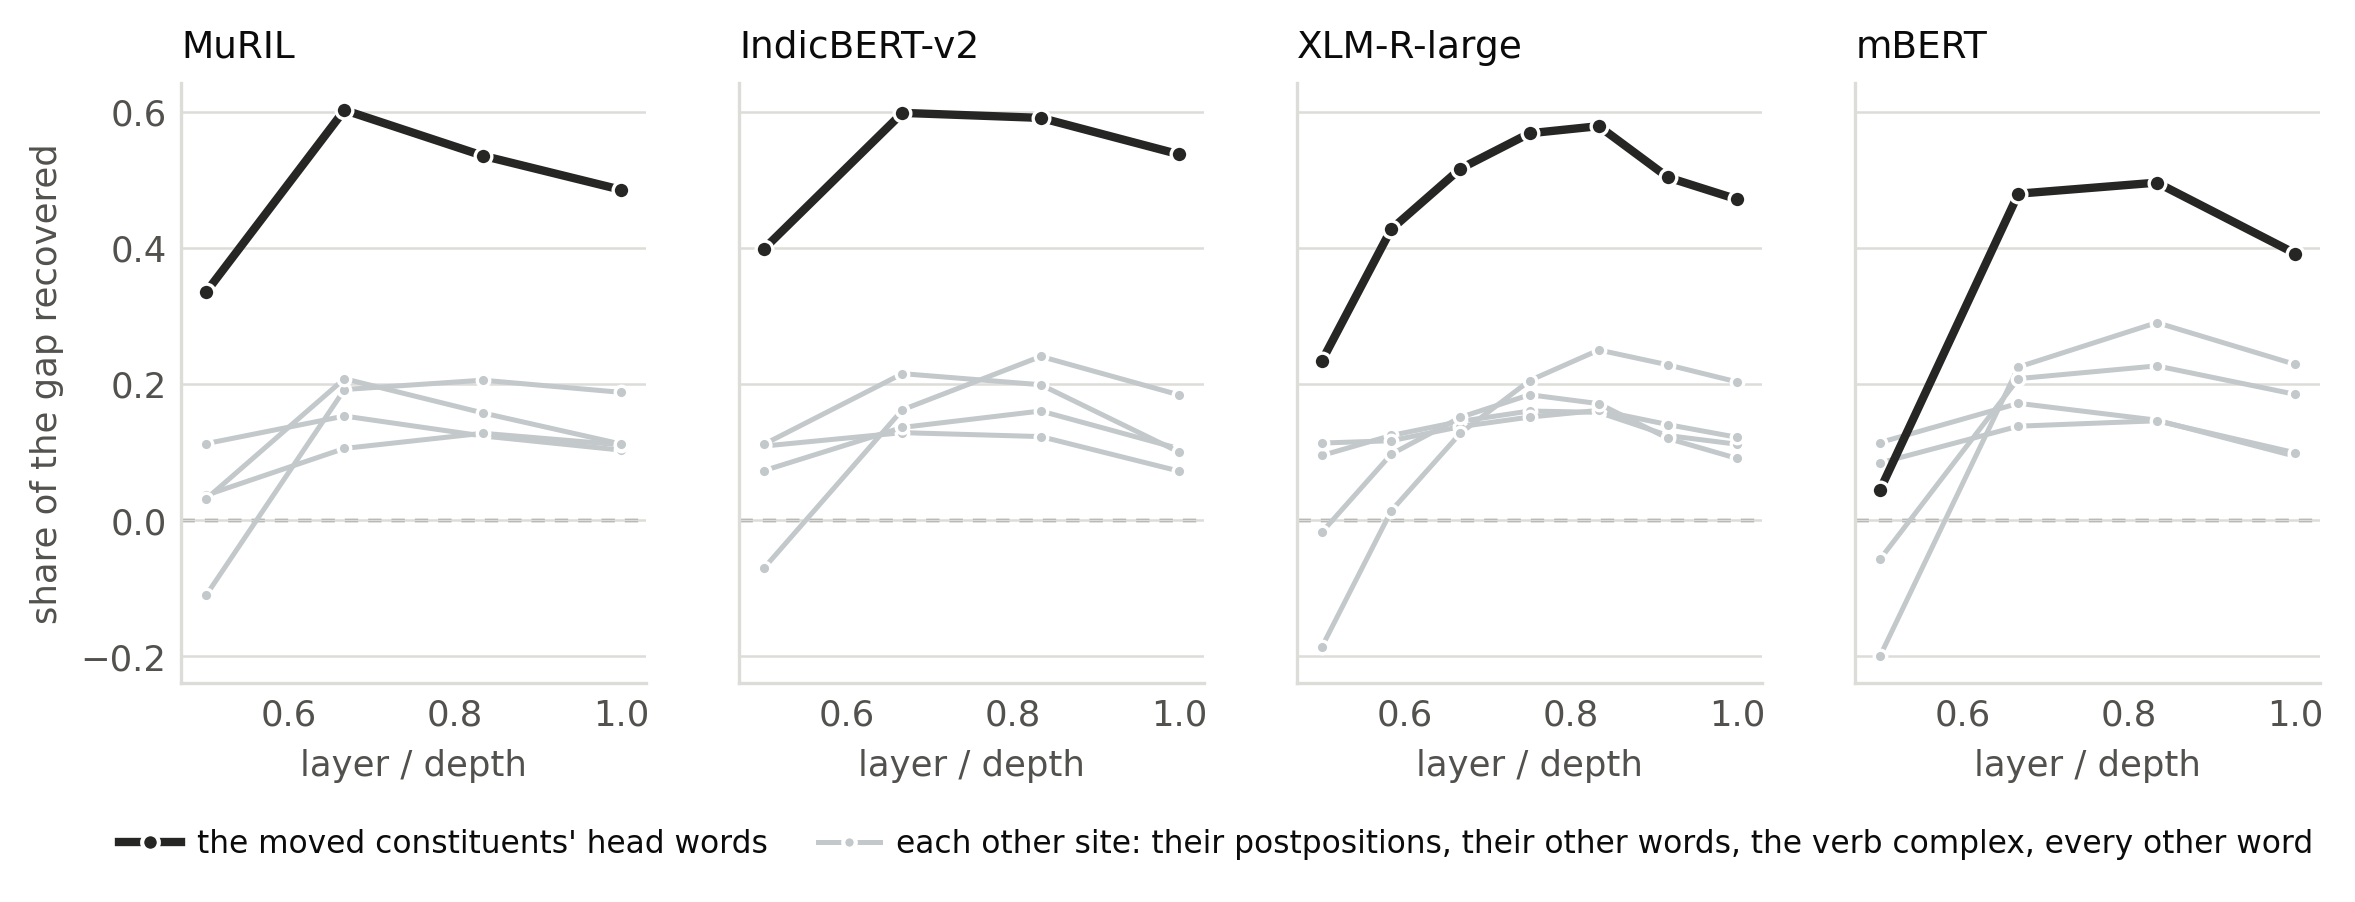 MuRIL
IndicBERT-v2
XLM-R-large
mBERT
share of the gap recovered
0.6
0.4
0.2
0.0
−0.2
0.6 0.8 1.0
0.6 0.8 1.0
0.6 0.8 1.0
0.6 0.8 1.0
layer / depth
layer / depth
layer / depth
layer / depth
the moved constituents' head words
each other site: their postpositions, their other words, the verb complex, every other word